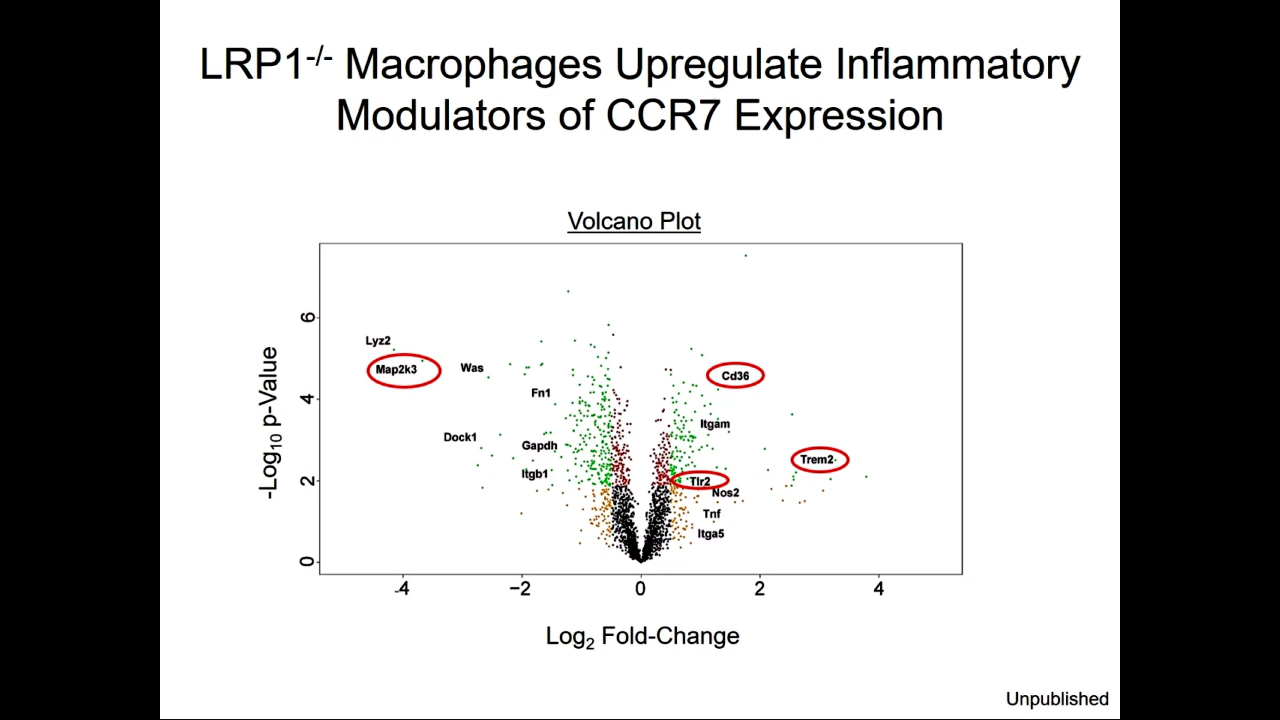 LRP1-/- Macrophages Upregulate Inflammatory
Modulators of CCR7 Expression
Volcano Plot
-Log10 p-Value
6
4
2
0
Lyz2
Map2k3
Was
Fn1
Dock1
Gapdh
Itgb1
Cd36
Itgam
Trem2
Tlr2
Nos2
Tnf
Itga5
-4
−2
0
2
4
Log2 Fold-Change
Unpublished